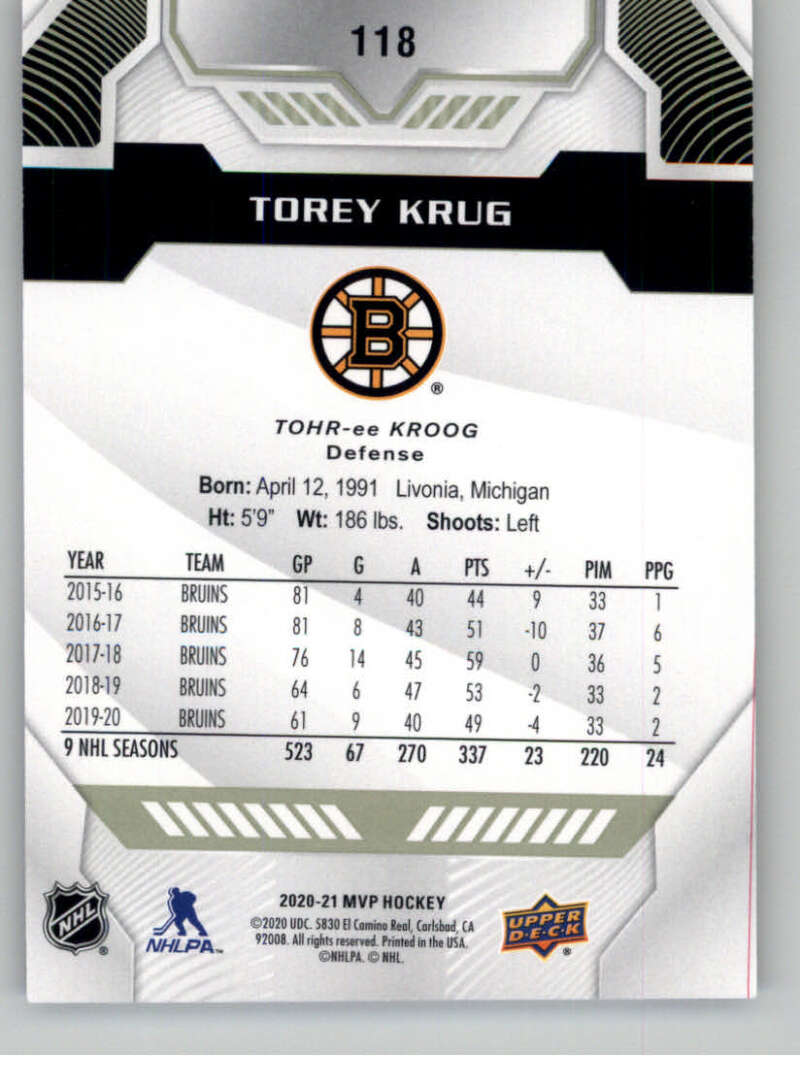 118
TOREY KRUG
B
®
TOHR-ee KROOG
Defense
Born: April 12, 1991 Livonia, Michigan
Ht: 5'9" Wt: 186 lbs. Shoots: Left
YEAR TEAM GP G A PTS +/- PIM PPG
2015-16 BRUINS 81 4 40 44 9 33 1
2016-17 BRUINS 81 8 43 51 -10 37 6
2017-18 BRUINS 76 14 45 59 0 36 5
2018-19 BRUINS 64 6 47 53 -2 33 2
2019-20 BRUINS 61 9 40 49 -4 33 2
9 NHL SEASONS 523 67 270 337 23 220 24
NHL ®
NHLPA™
2020-21 MVP HOCKEY
©2020 UDC. 5830 El Camino Real, Carlsbad, CA
92008. All rights reserved. Printed in the USA.
©NHLPA. © NHL.
UPPER
D·E·C·K
®